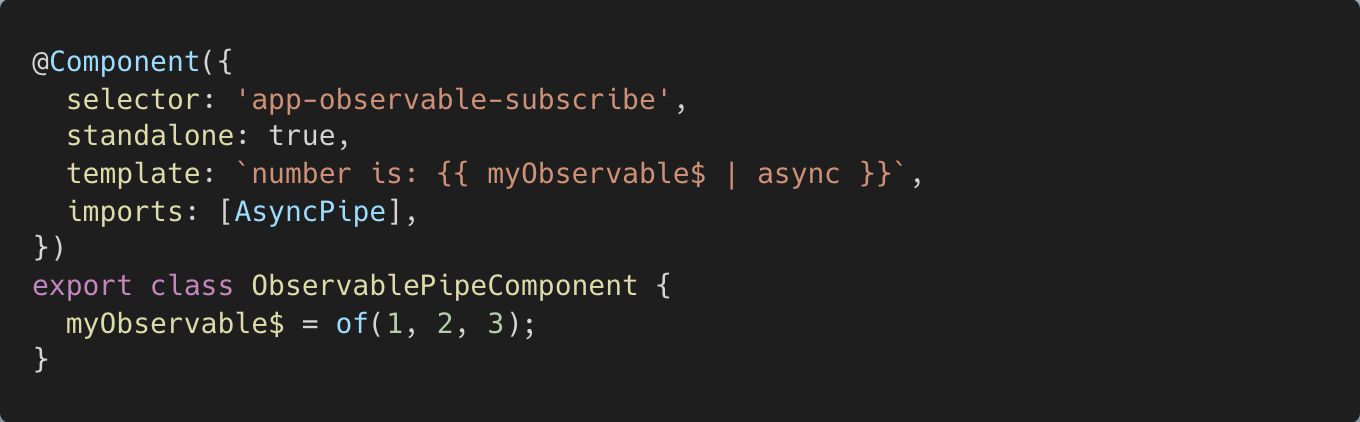 @Component({
  selector: 'app-observable-subscribe',
  standalone: true,
  template: `number is: {{ myObservable$ | async }}`,
  imports: [AsyncPipe],
})
export class ObservablePipeComponent {
  myObservable$ = of(1, 2, 3);
}